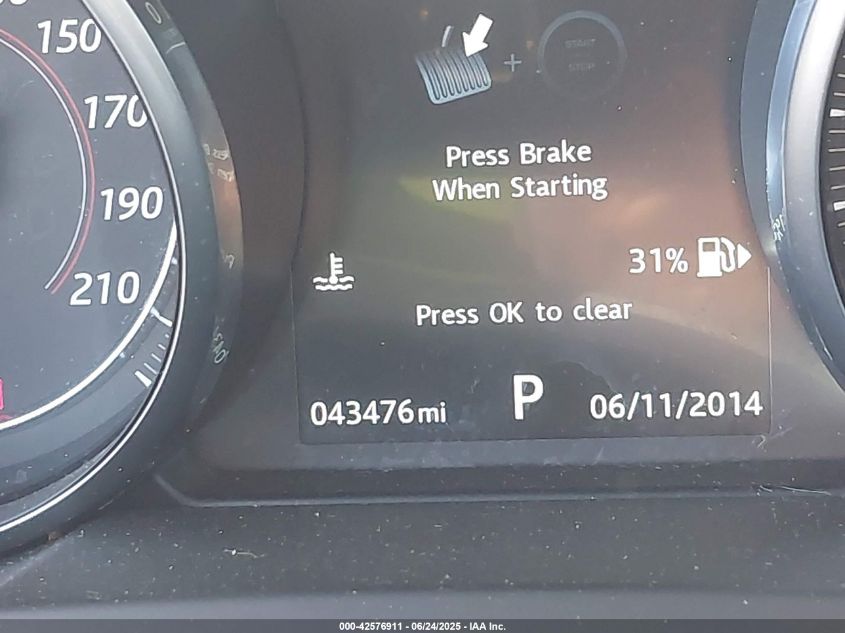 150
170
190
210
START
STOP
+
Press Brake
When Starting
31%
Press OK to clear
043476mi
P
06/11/2014
000-42576911 - 06/24/2025 - IAA Inc.